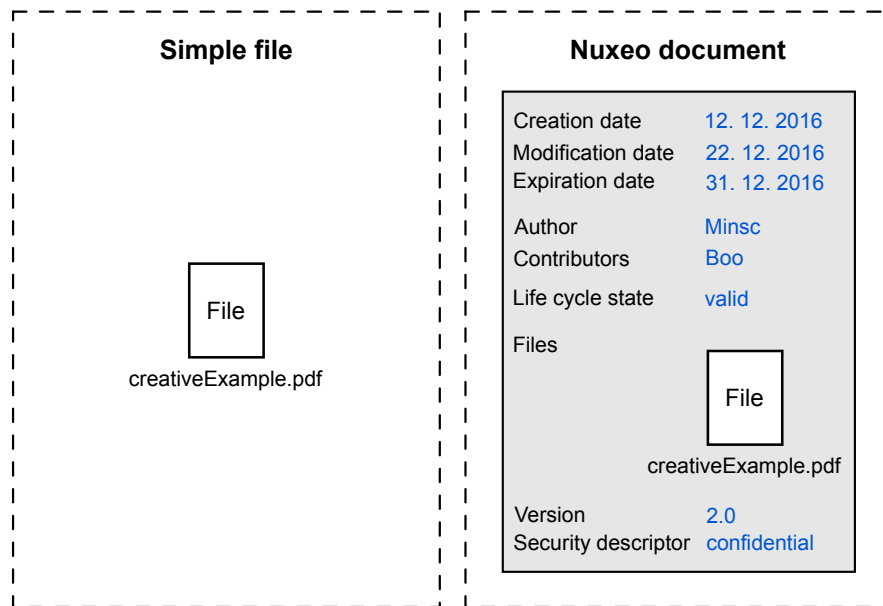 Simple file
File
creativeExample.pdf
Nuxeo document
Creation date 12. 12. 2016
Modification date 22. 12. 2016
Expiration date 31. 12. 2016
Author Minsc
Contributors Boo
Life cycle state valid
Files
File
creativeExample.pdf
Version 2.0
Security descriptor confidential